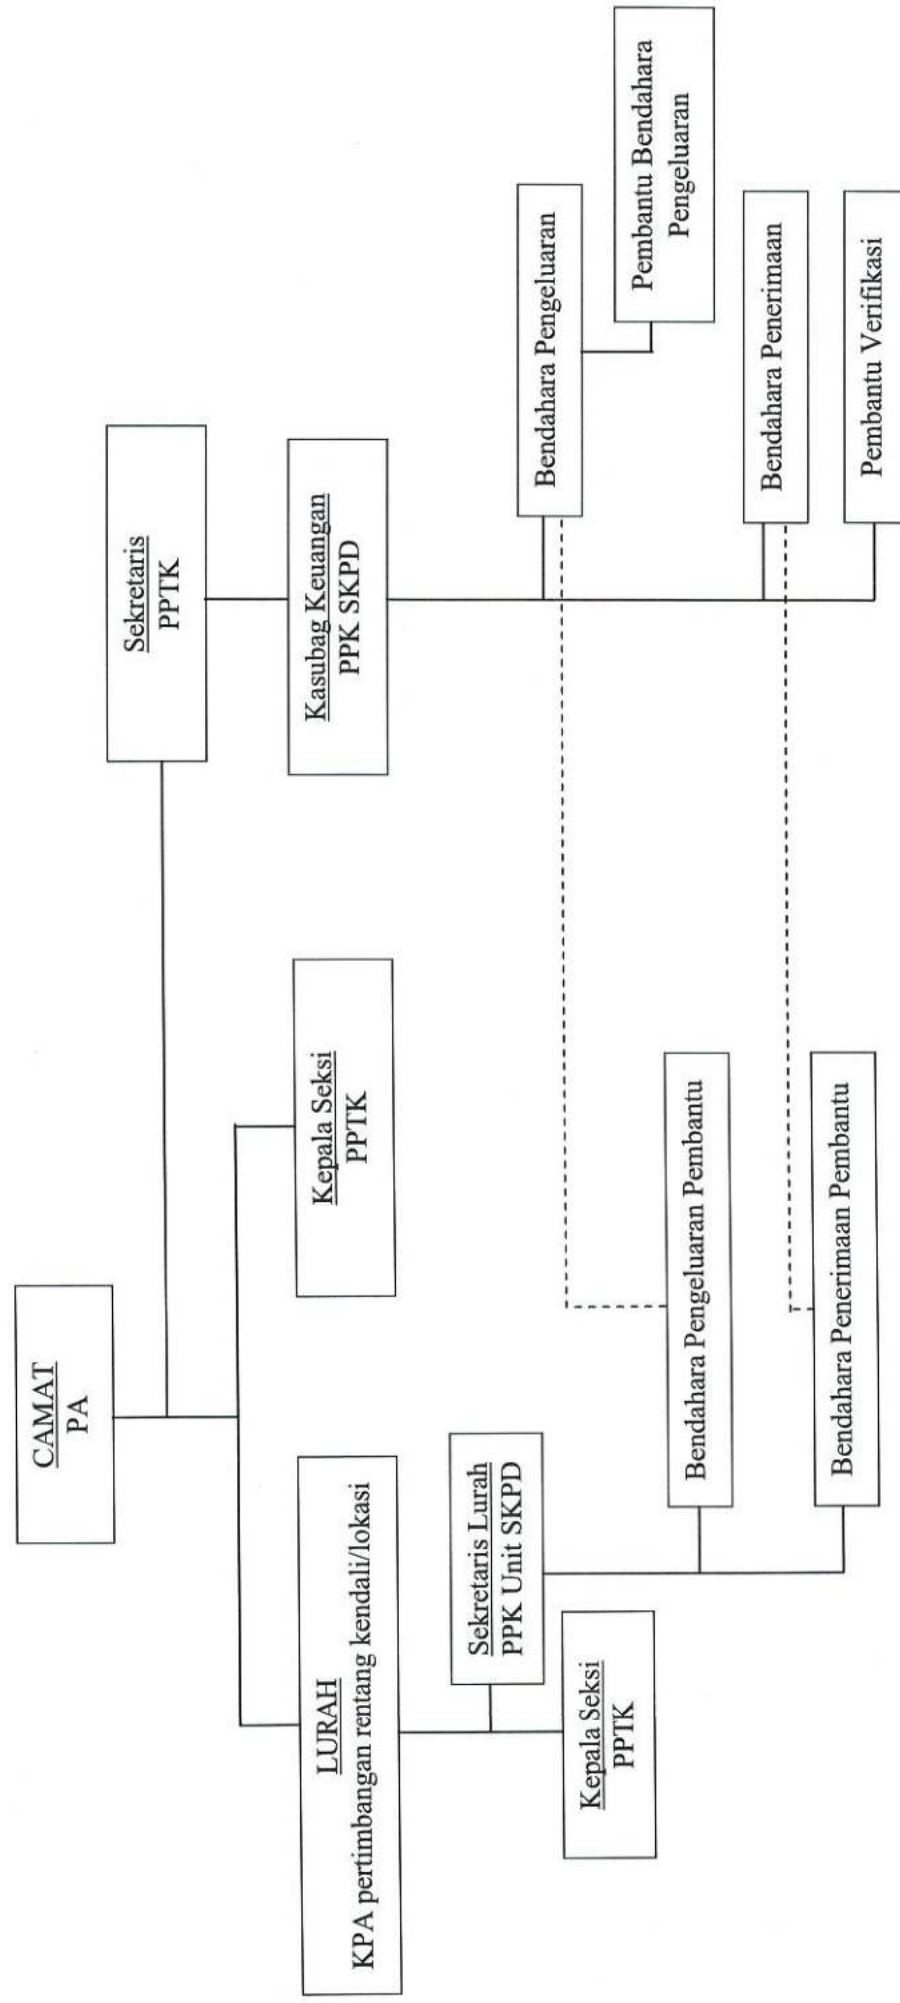 CAMAT
PA
Sekretaris
PPTK
LURAH
KPA pertimbangan rentang kendali/lokasi
Kepala Seksi
PPTK
Kasubag Keuangan
PPK SKPD
Sekretaris Lurah
PPK Unit SKPD
Kepala Seksi
PPTK
Bendahara Pengeluaran
Pembantu Bendahara
Pengeluaran
Bendahara Pengeluaran Pembantu
Bendahara Penerimaan
Bendahara Penerimaan Pembantu
Pembantu Verifikasi